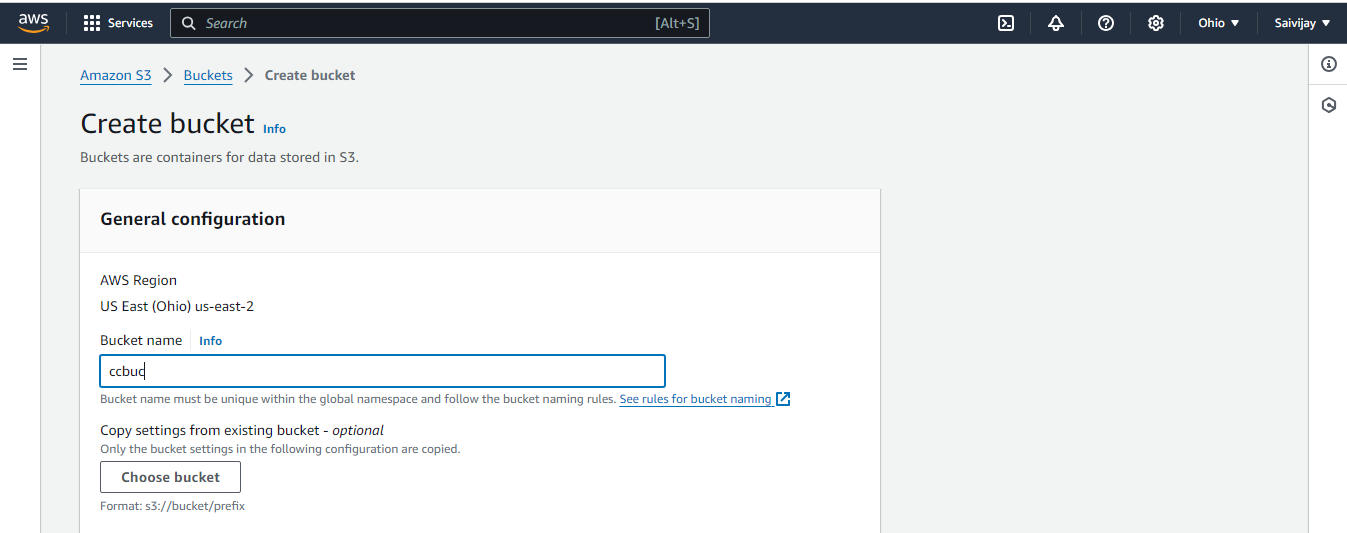 aws Services Search [Alt+S] Ohio ▼ Saivijay ▼
Amazon S3 > Buckets > Create bucket
Create bucket Info
Buckets are containers for data stored in S3.
General configuration
AWS Region
US East (Ohio) us-east-2
Bucket name Info
ccbuc
Bucket name must be unique within the global namespace and follow the bucket naming rules. See rules for bucket naming
Copy settings from existing bucket - optional
Only the bucket settings in the following configuration are copied.
Choose bucket
Format: s3://bucket/prefix